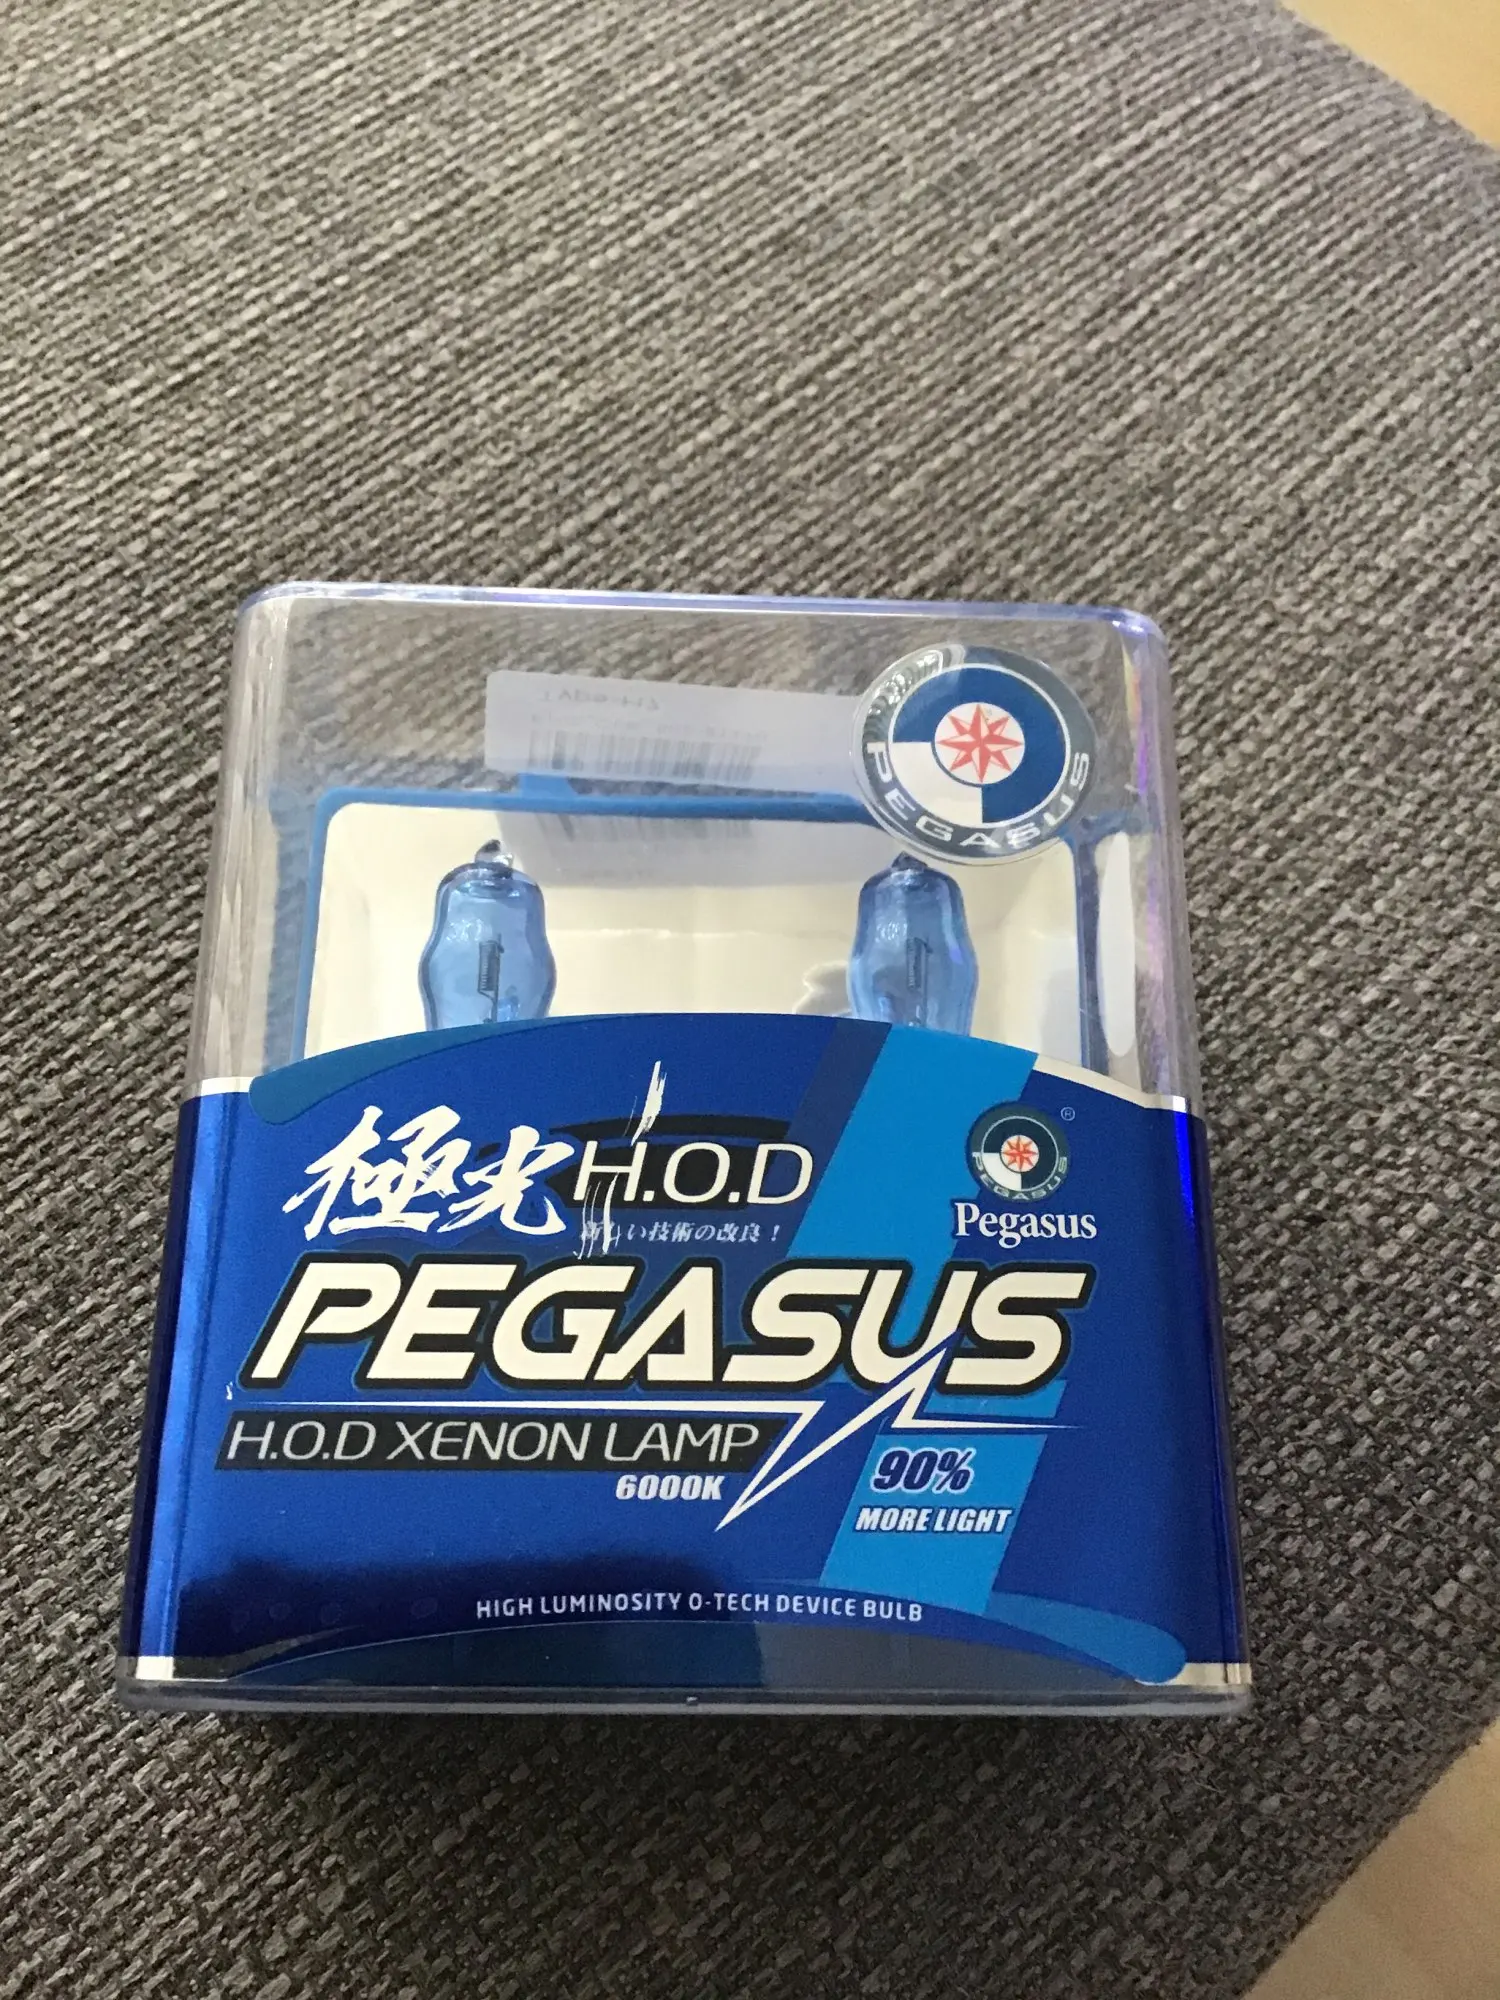 PEGASUS
極光 H.O.D
新しい技術の改良!
PEGASUS
®
Pegasus
PEGASUS
H.O.D XENON LAMP
6000K
90%
MORE LIGHT
HIGH LUMINOSITY O-TECH DEVICE BULB